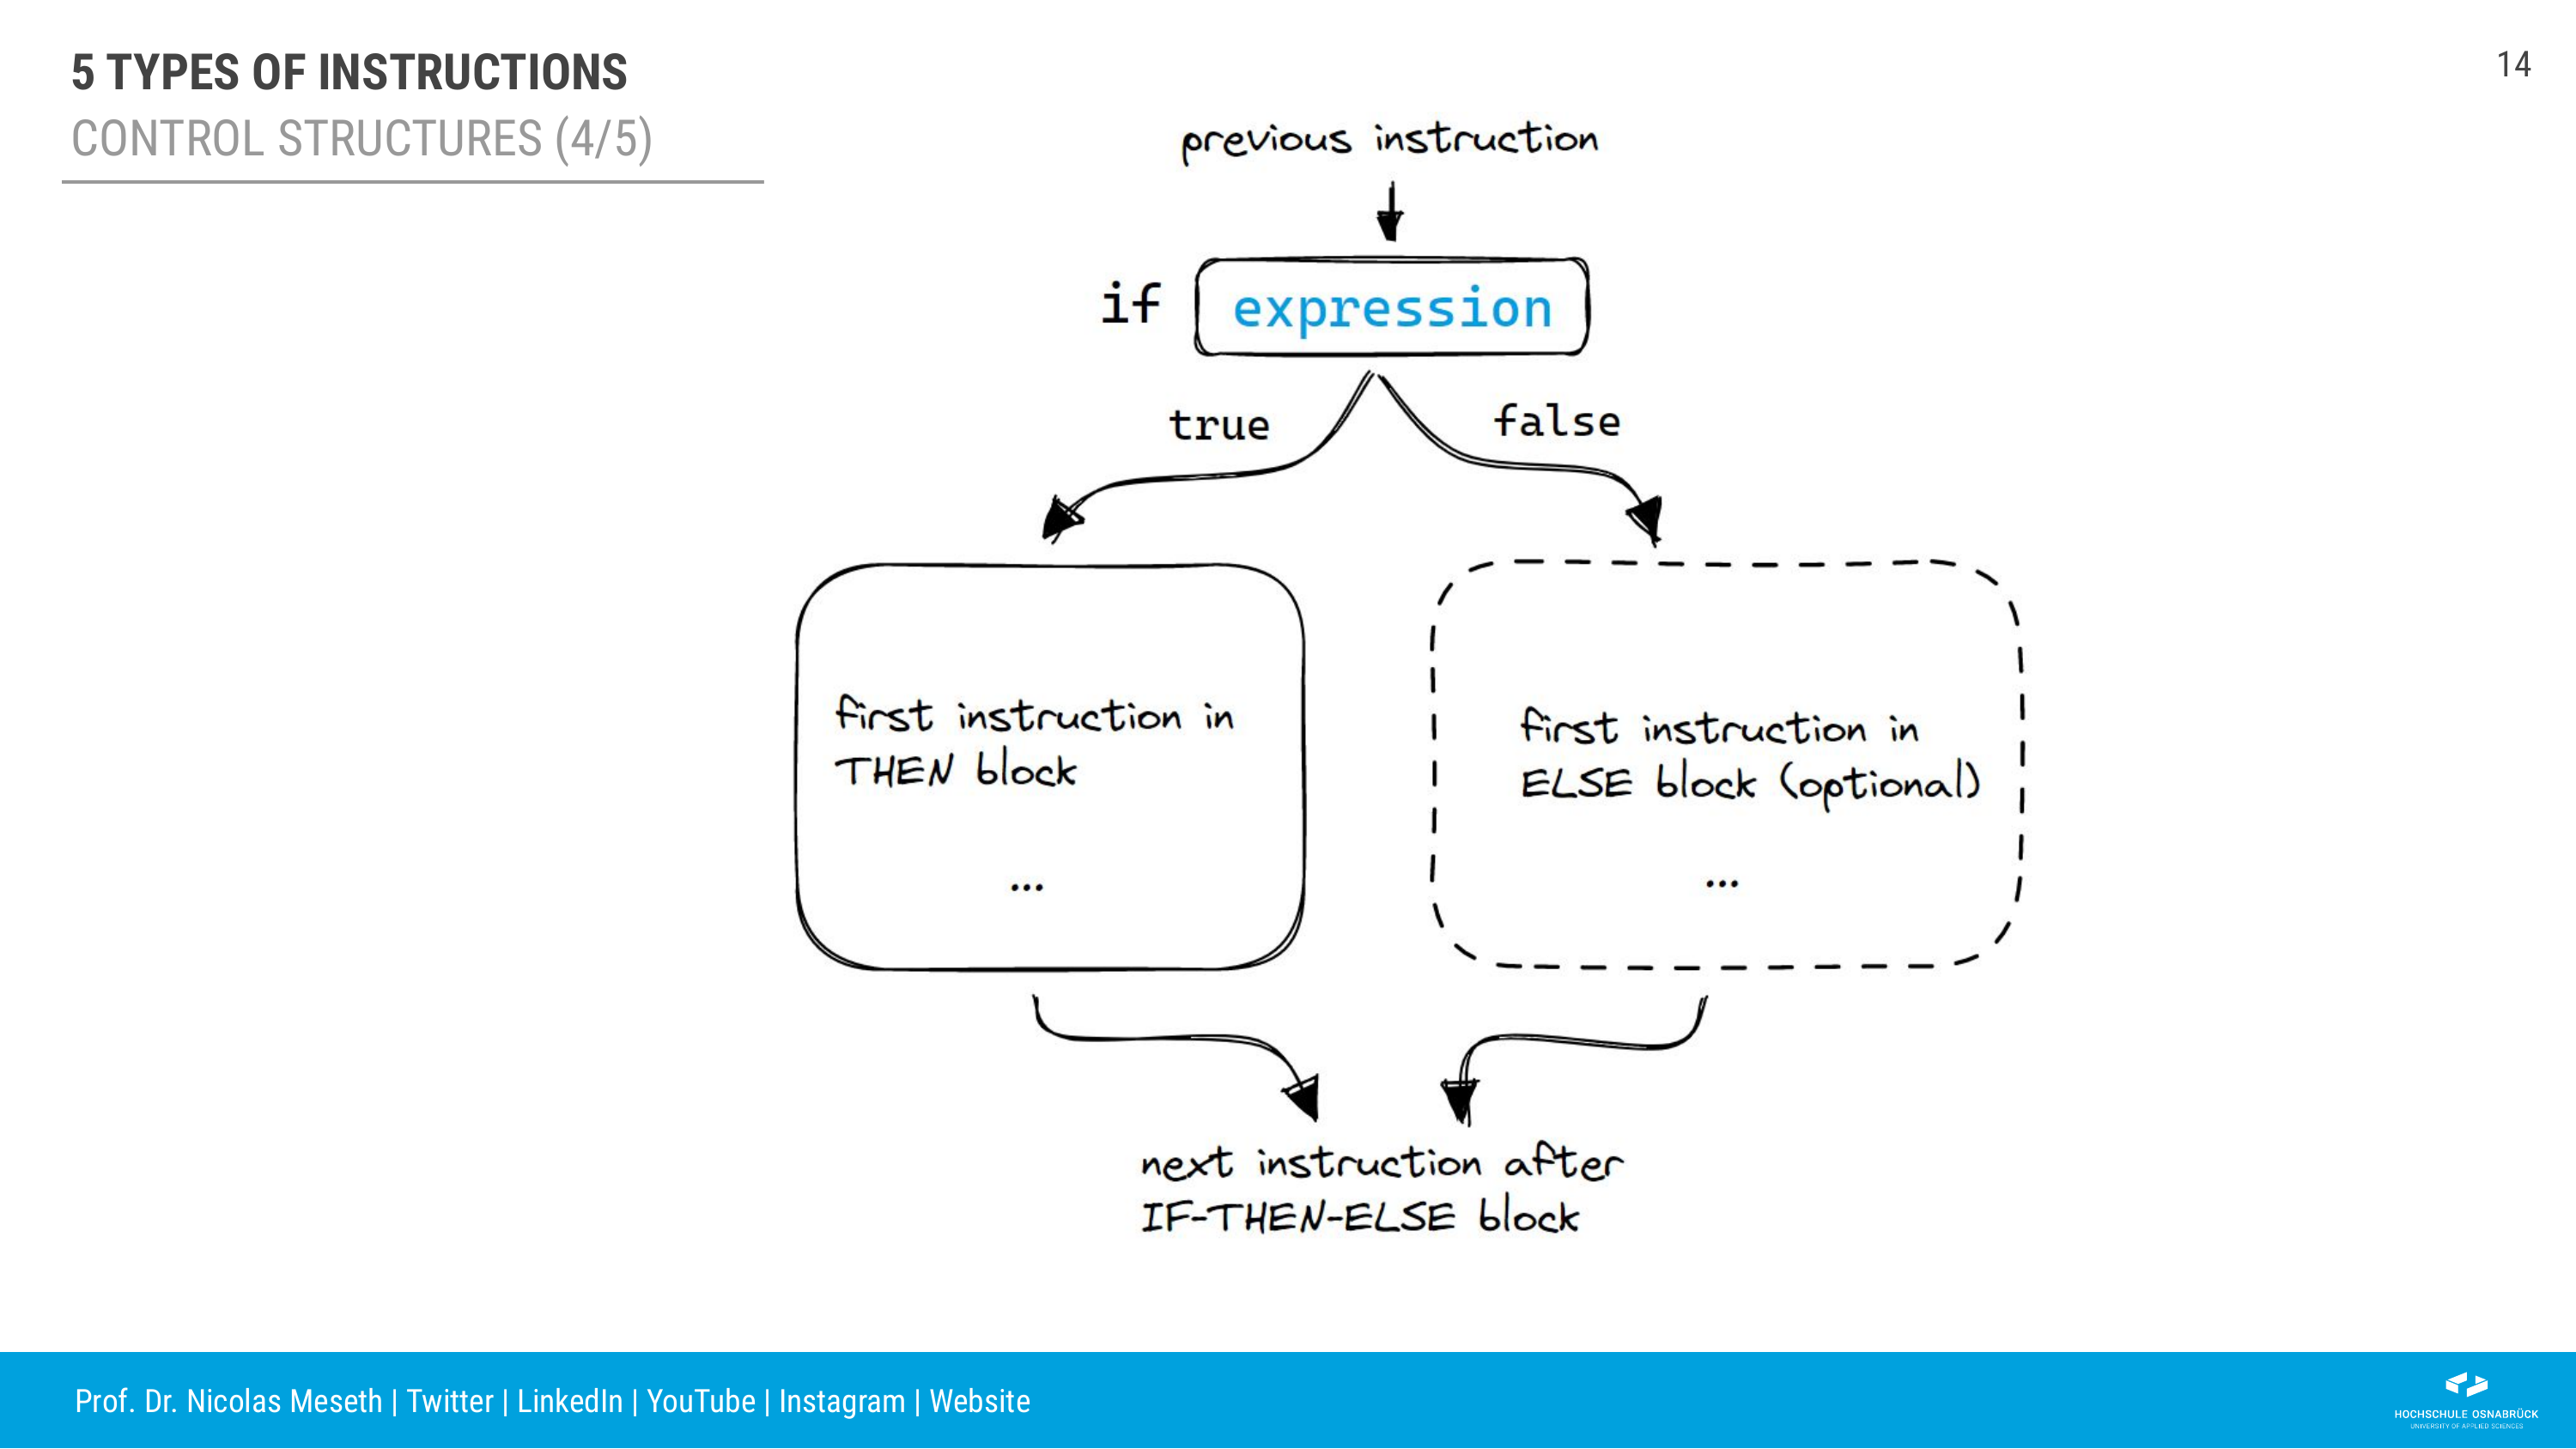 5 TYPES OF INSTRUCTIONS
CONTROL STRUCTURES (4/5)
14
previous instruction
if expression
true
false
first instruction in
THEN block
...
first instruction in
ELSE block (optional)
...
next instruction after
IF-THEN-ELSE block
Prof. Dr. Nicolas Meseth | Twitter | LinkedIn | YouTube | Instagram | Website
HOCHSCHULE OSNABRÜCK
UNIVERSITY OF APPLIED SCIENCES